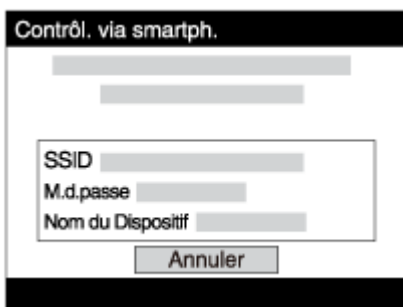 Contrôl. via smartph.
SSID
M.d.passe
Nom du Dispositif
Annuler